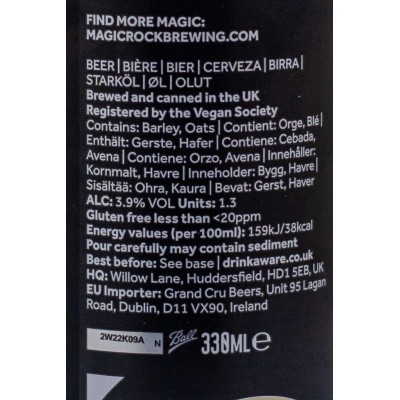 FIND MORE MAGIC:
MAGICROCKBREWING.COM
BEER | BIÈRE | BIER | CERVEZA | BIRRA |
STARKÖL | ØL | OLUT
Brewed and canned in the UK
Registered by the Vegan Society
Contains: Barley, Oats | Contient: Orge, Blé |
Enthält: Gerste, Hafer | Contiene: Cebada,
Avena | Contiene: Orzo, Avena | Innehåller:
Kornmalt, Havre | Inneholder: Bygg, Havre |
Sisältää: Ohra, Kaura | Bevat: Gerst, Haver
ALC: 3.9% VOL Units: 1.3
Gluten free less than <20ppm
Energy values (per 100ml): 159kJ/38kcal
Pour carefully may contain sediment
Best before: See base | drinkaware.co.uk
HQ: Willow Lane, Huddersfield, HD1 5EB, UK
EU Importer: Grand Cru Beers, Unit 95 Lagan
Road, Dublin, D11 VX90, Ireland
2W22K09A N Ball 330ML e